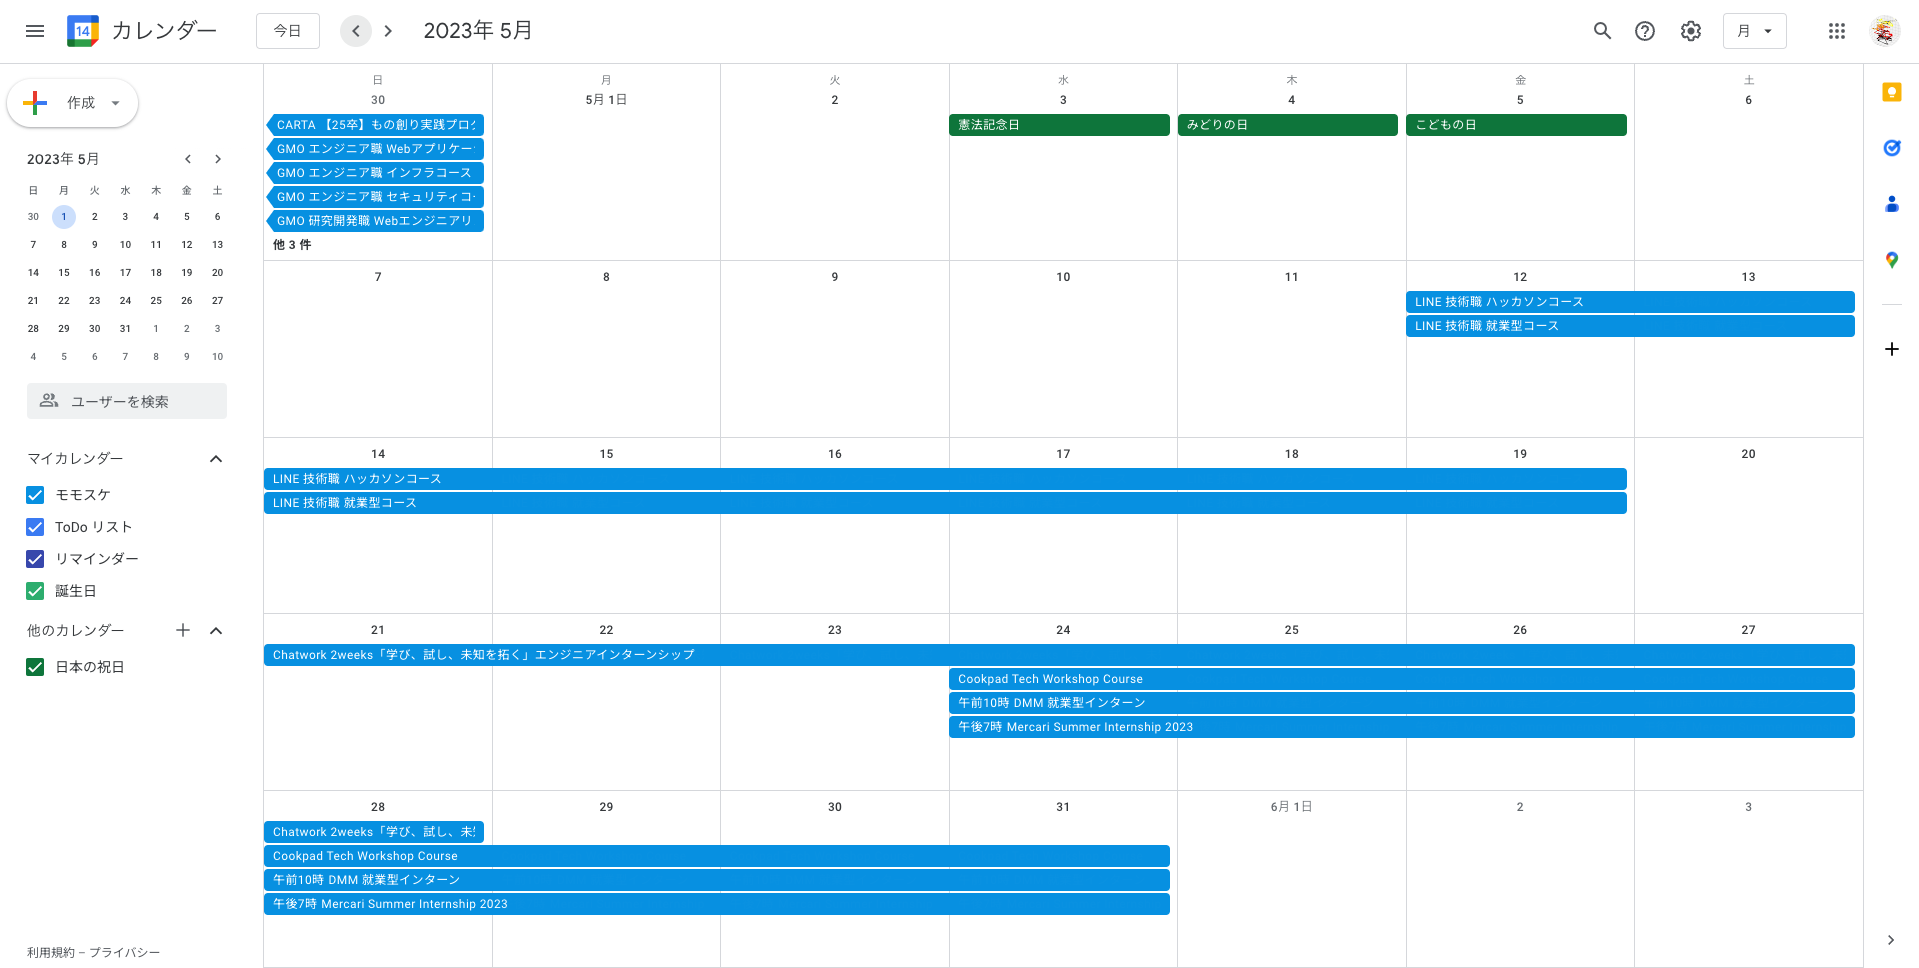 14 カレンダー 今日 2023年 5月 月
作成
2023年 5月
日 月 火 水 木 金 土
30 1 2 3 4 5 6
7 8 9 10 11 12 13
14 15 16 17 18 19 20
21 22 23 24 25 26 27
28 29 30 31 1 2 3
4 5 6 7 8 9 10
ユーザーを検索
マイカレンダー
モモスケ
ToDo リスト
リマインダー
誕生日
他のカレンダー
日本の祝日
利用規約 – プライバシー
日 月 火 水 木 金 土
30 5月 1日 2 3 4 5 6
CARTA 【25卒】もの創り実践プロ
憲法記念日 みどりの日 こどもの日
GMO エンジニア職 Webアプリケー
GMO エンジニア職 インフラコース
GMO エンジニア職 セキュリティコ
GMO 研究開発職 Webエンジニアリ
他 3 件
7 8 9 10 11 12 13
LINE 技術職 ハッカソンコース
LINE 技術職 就業型コース
14 15 16 17 18 19 20
LINE 技術職 ハッカソンコース
LINE 技術職 就業型コース
21 22 23 24 25 26 27
Chatwork 2weeks「学び、試し、未知を拓く」エンジニアインターンシップ
Cookpad Tech Workshop Course
午前10時 DMM 就業型インターン
午後7時 Mercari Summer Internship 2023
28 29 30 31 6月 1日 2 3
Chatwork 2weeks「学び、試し、未
Cookpad Tech Workshop Course
午前10時 DMM 就業型インターン
午後7時 Mercari Summer Internship 2023